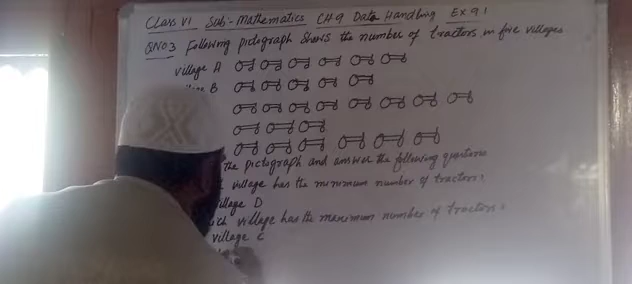 Class VI Sub- Mathematics CH 9 Data Handling Ex 9.1
QNO3 Following pictograph Shows the number of tractors in five villages
Village A
B
The pictograph and answer the following questions
village has the minimum number of tractors?
village D
village has the maximum number of tractors?
village C